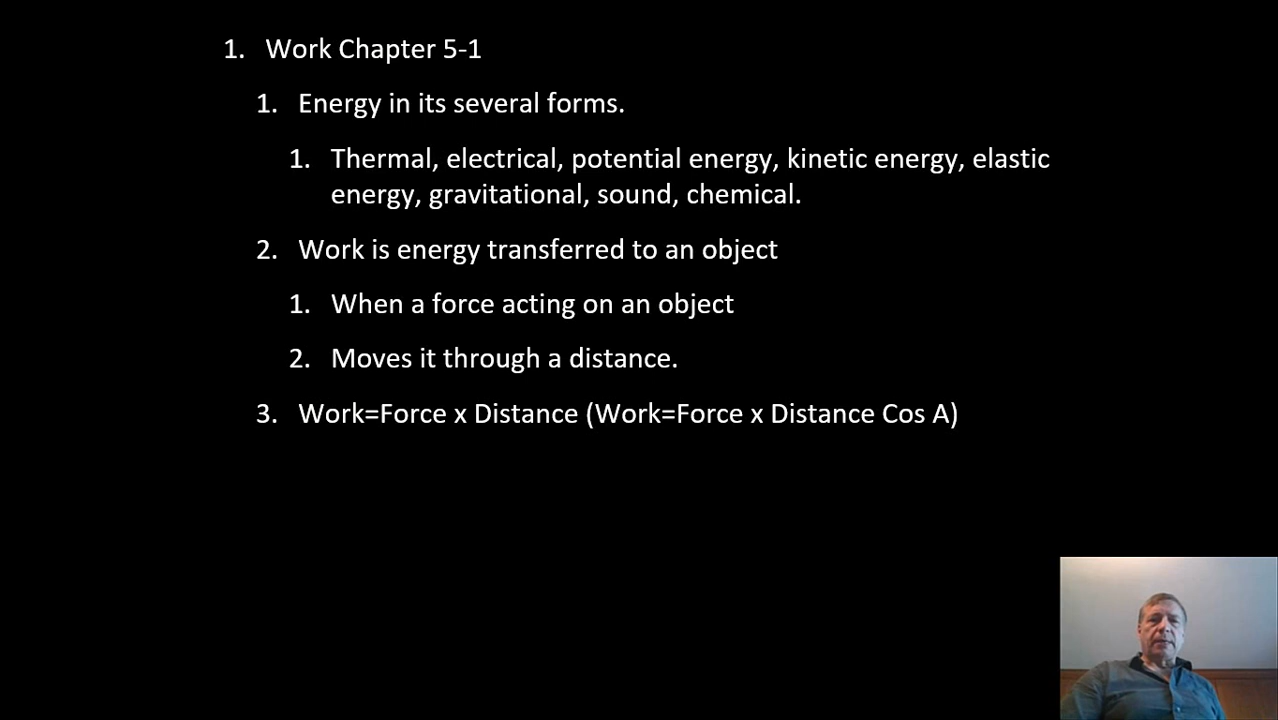 1. Work Chapter 5-1
1. Energy in its several forms.
1. Thermal, electrical, potential energy, kinetic energy, elastic
energy, gravitational, sound, chemical.
2. Work is energy transferred to an object
1. When a force acting on an object
2. Moves it through a distance.
3. Work=Force x Distance (Work=Force x Distance Cos A)